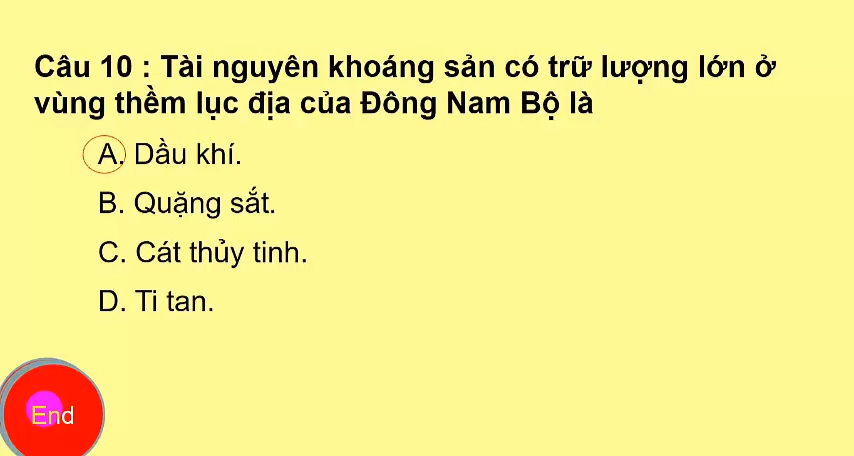 Câu 10 : Tài nguyên khoáng sản có trữ lượng lớn ở
vùng thềm lục địa của Đông Nam Bộ là
A. Dầu khí.
B. Quặng sắt.
C. Cát thủy tinh.
D. Ti tan.
End